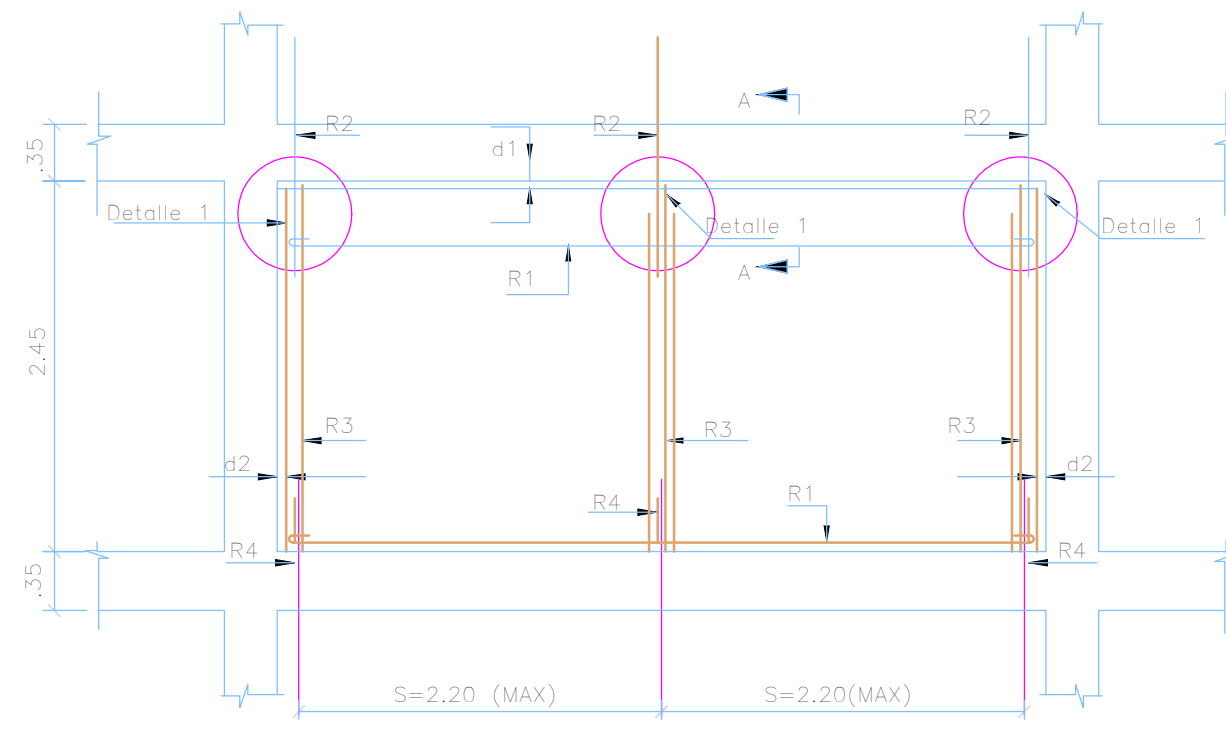 A
R2
R2
R2
.35
d1
Detalle 1
Detalle 1
Detalle 1
A
R1
2.45
R3
R3
R3
d2
d2
R4
R1
R4
R4
.35
S=2.20 (MAX)
S=2.20(MAX)